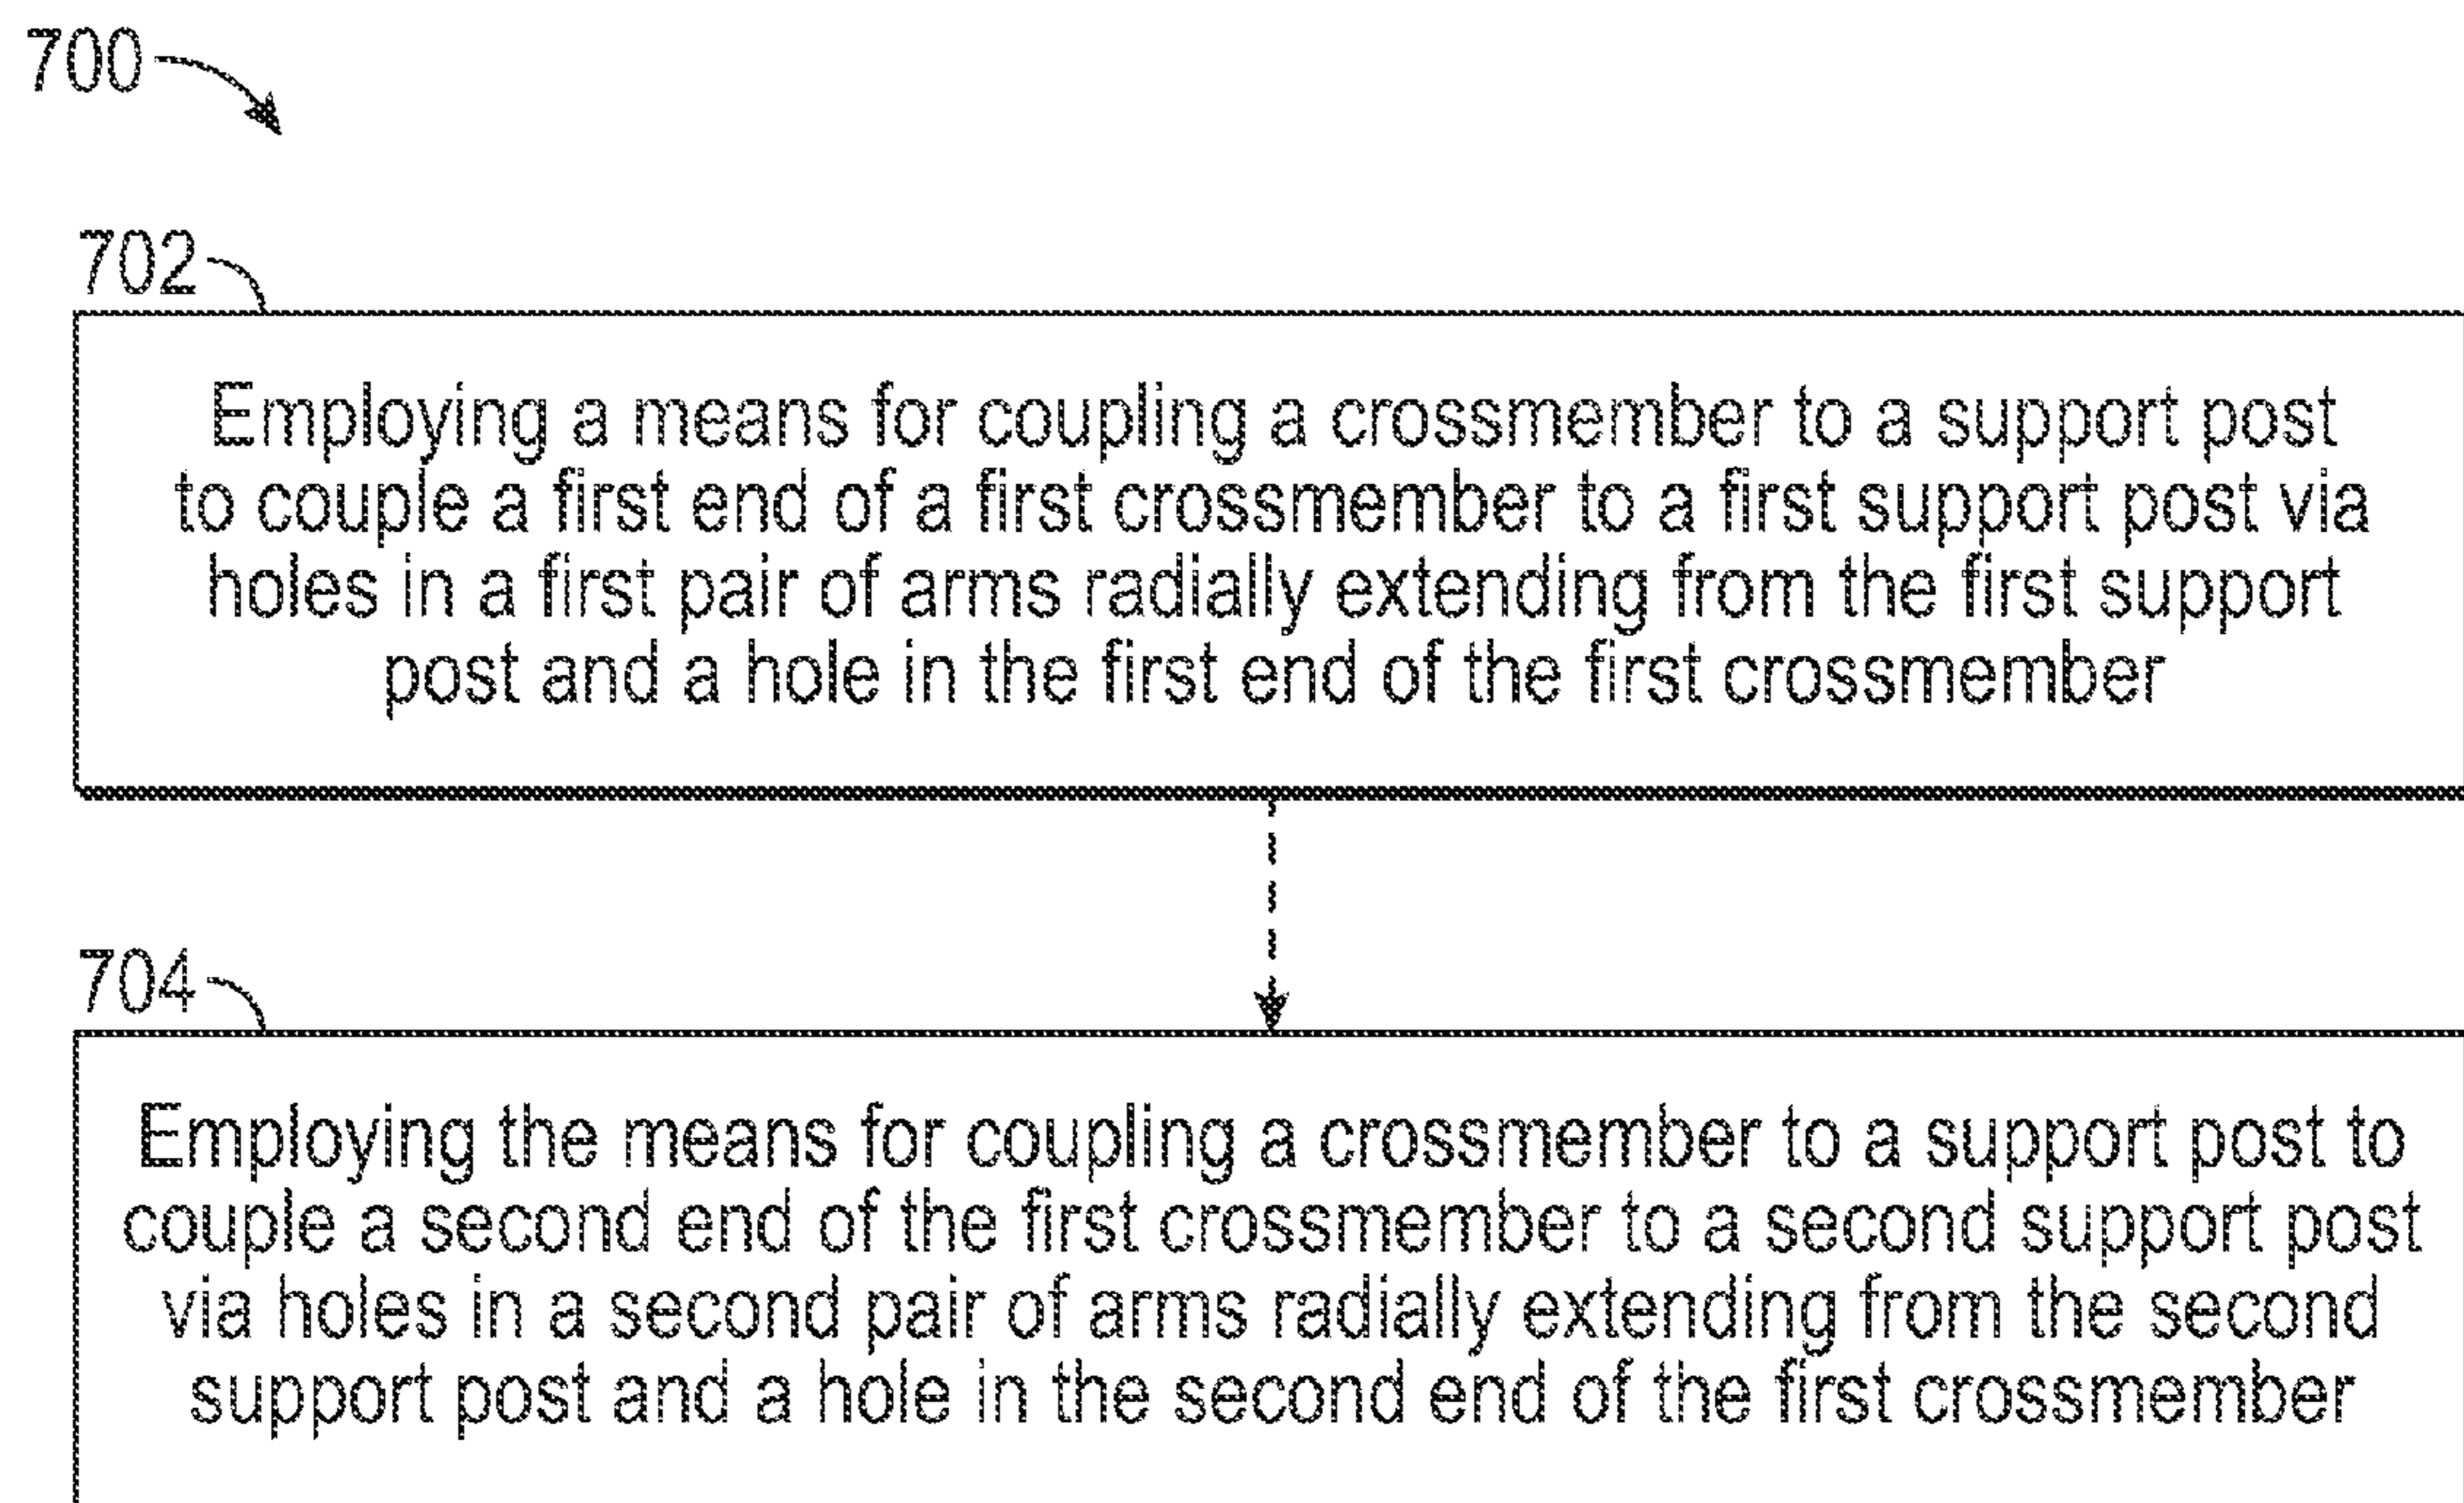 700
702
Employing a means for coupling a crossmember to a support post
to couple a first end of a first crossmember to a first support post via
holes in a first pair of arms radially extending from the first support
post and a hole in the first end of the first crossmember
704
Employing the means for coupling a crossmember to a support post to
couple a second end of the first crossmember to a second support post
via holes in a second pair of arms radially extending from the second
support post and a hole in the second end of the first crossmember